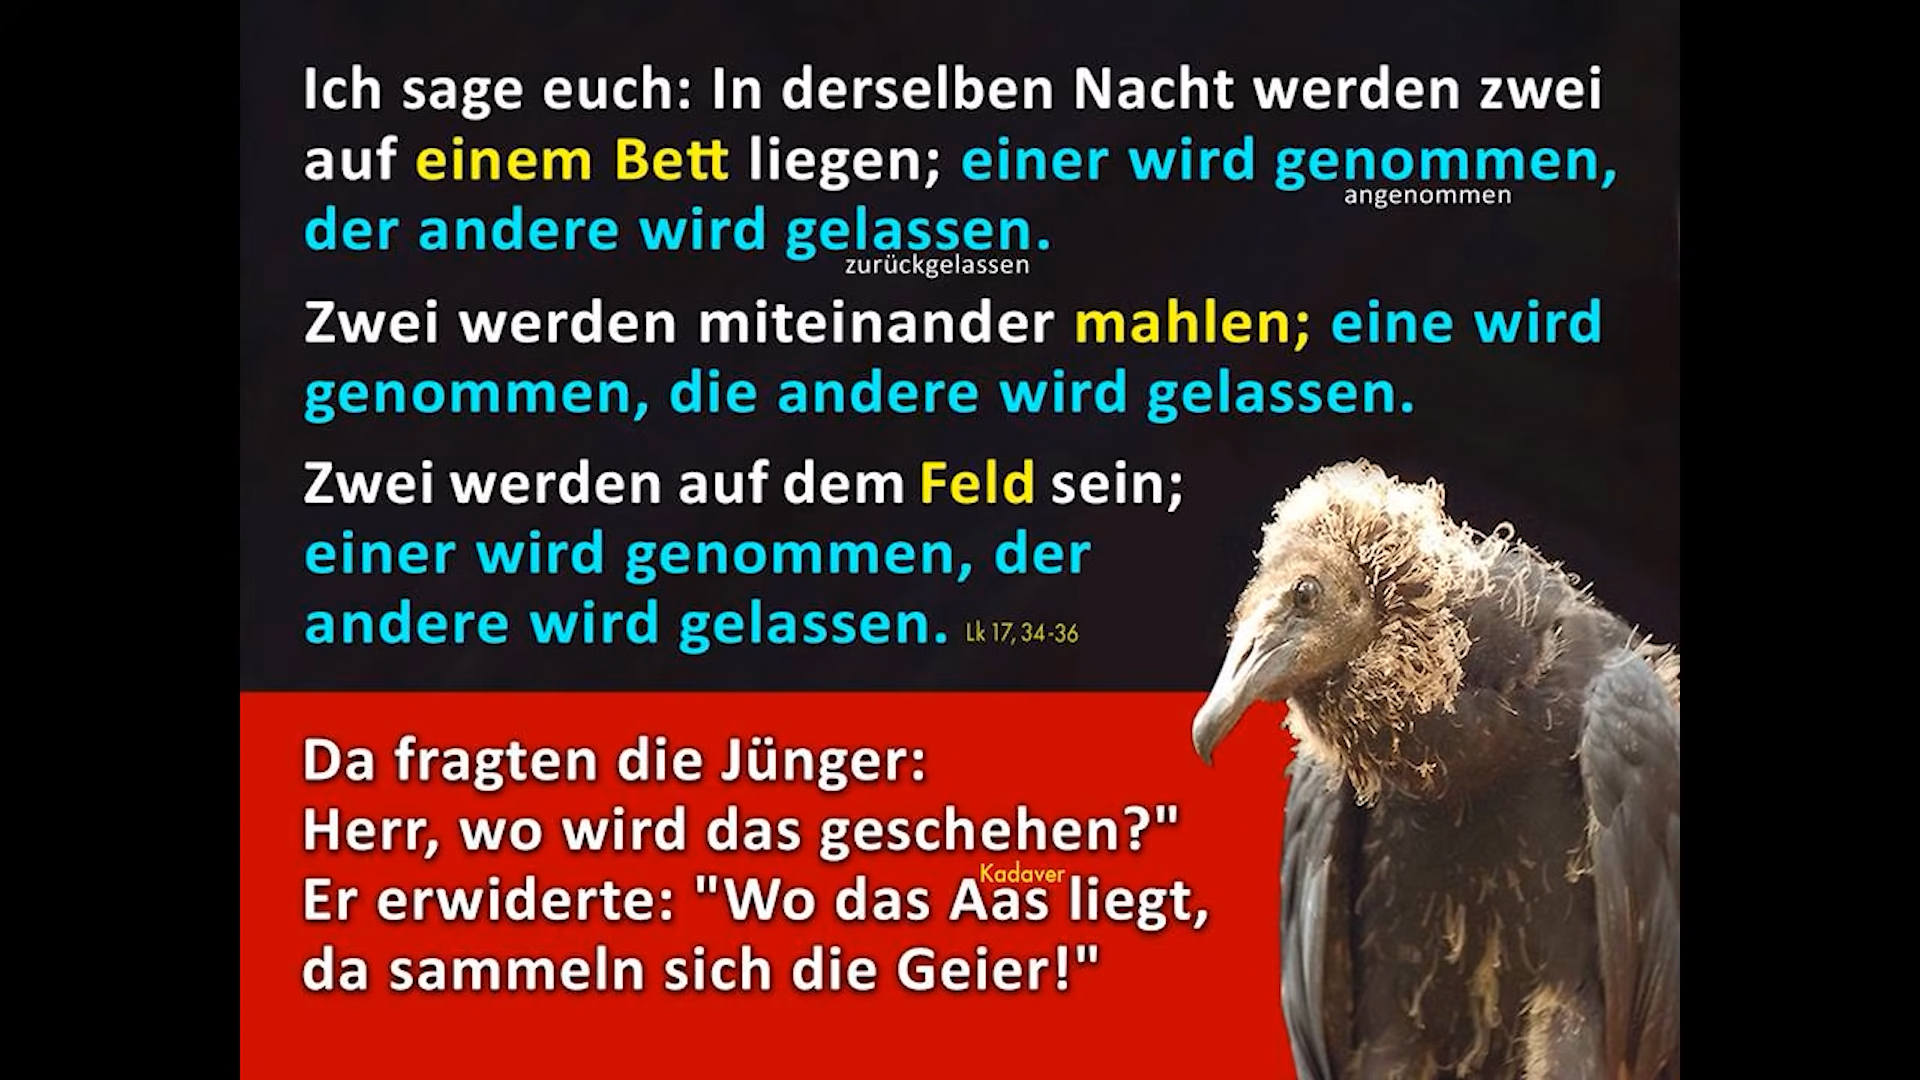 Ich sage euch: In derselben Nacht werden zwei
auf einem Bett liegen; einer wird genommen,
angenommen
der andere wird gelassen.
zurückgelassen
Zwei werden miteinander mahlen; eine wird
genommen, die andere wird gelassen.
Zwei werden auf dem Feld sein;
einer wird genommen, der
andere wird gelassen. Lk 17, 34-36
Da fragten die Jünger:
Herr, wo wird das geschehen?"
Kadaver
Er erwiderte: "Wo das Aas liegt,
da sammeln sich die Geier!"